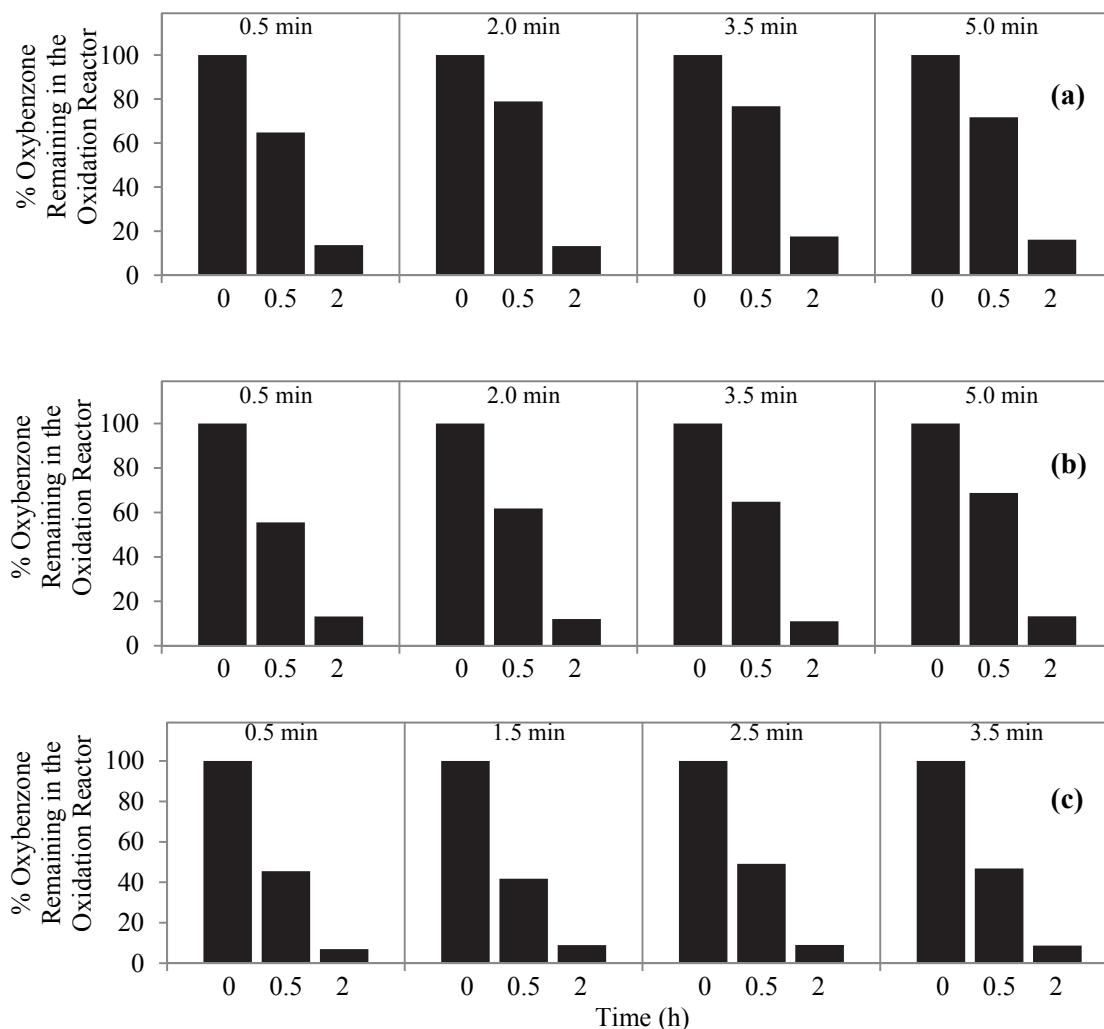 0.5 min 2.0 min 3.5 min 5.0 min
% Oxybenzone
Remaining in the
Oxidation Reactor
100
80
60
40
20
0
(a)
0 0.5 2 0 0.5 2 0 0.5 2 0 0.5 2
0.5 min 2.0 min 3.5 min 5.0 min
% Oxybenzone
Remaining in the
Oxidation Reactor
100
80
60
40
20
0
(b)
0 0.5 2 0 0.5 2 0 0.5 2 0 0.5 2
0.5 min 1.5 min 2.5 min 3.5 min
% Oxybenzone
Remaining in the
Oxidation Reactor
100
80
60
40
20
0
(c)
0 0.5 2 0 0.5 2 0 0.5 2 0 0.5 2
Time (h)